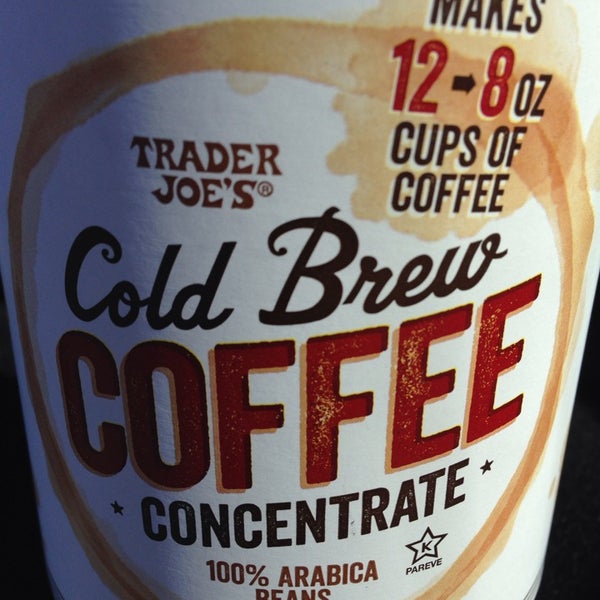 MAKES
12 ➡ 8 OZ
CUPS OF
COFFEE
TRADER
JOE'S®
Cold Brew
COFFEE
CONCENTRATE
K
PAREVE
100% ARABICA
BEANS